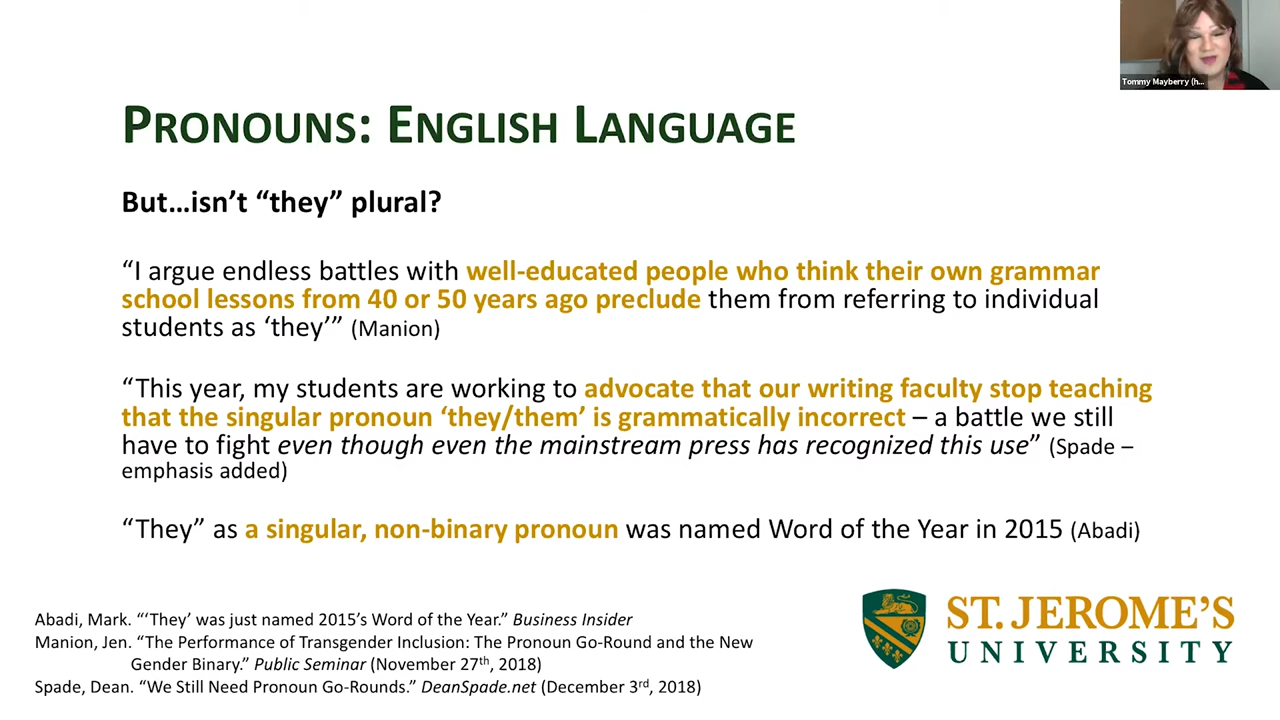 Tommy Mayberry (h...
PRONOUNS: ENGLISH LANGUAGE
But…isn’t “they” plural?
“I argue endless battles with well-educated people who think their own grammar
school lessons from 40 or 50 years ago preclude them from referring to individual
students as ‘they’” (Manion)
“This year, my students are working to advocate that our writing faculty stop teaching
that the singular pronoun ‘they/them’ is grammatically incorrect – a battle we still
have to fight even though even the mainstream press has recognized this use” (Spade –
emphasis added)
“They” as a singular, non-binary pronoun was named Word of the Year in 2015 (Abadi)
Abadi, Mark. “‘They’ was just named 2015’s Word of the Year.” Business Insider
Manion, Jen. “The Performance of Transgender Inclusion: The Pronoun Go-Round and the New
Gender Binary.” Public Seminar (November 27th, 2018)
Spade, Dean. “We Still Need Pronoun Go-Rounds.” DeanSpade.net (December 3rd, 2018)
ST. JEROME’S
UNIVERSITY